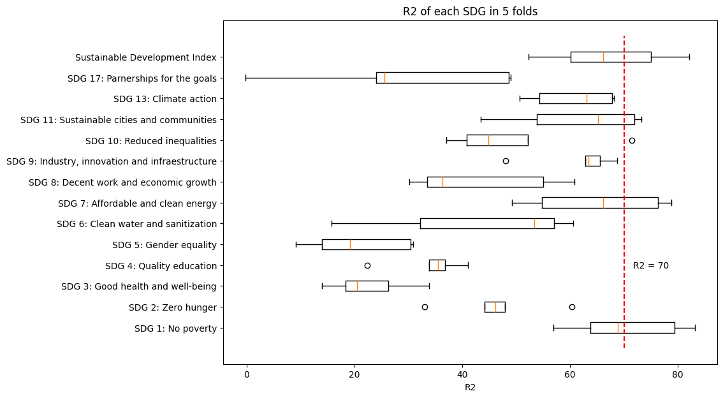 R2 of each SDG in 5 folds
Sustainable Development Index
SDG 17: Parnerships for the goals
SDG 13: Climate action
SDG 11: Sustainable cities and communities
SDG 10: Reduced inequalities
SDG 9: Industry, innovation and infraestructure
SDG 8: Decent work and economic growth
SDG 7: Affordable and clean energy
SDG 6: Clean water and sanitization
SDG 5: Gender equality
SDG 4: Quality education
R2 = 70
SDG 3: Good health and well-being
SDG 2: Zero hunger
SDG 1: No poverty
0 20 40 60 80
R2